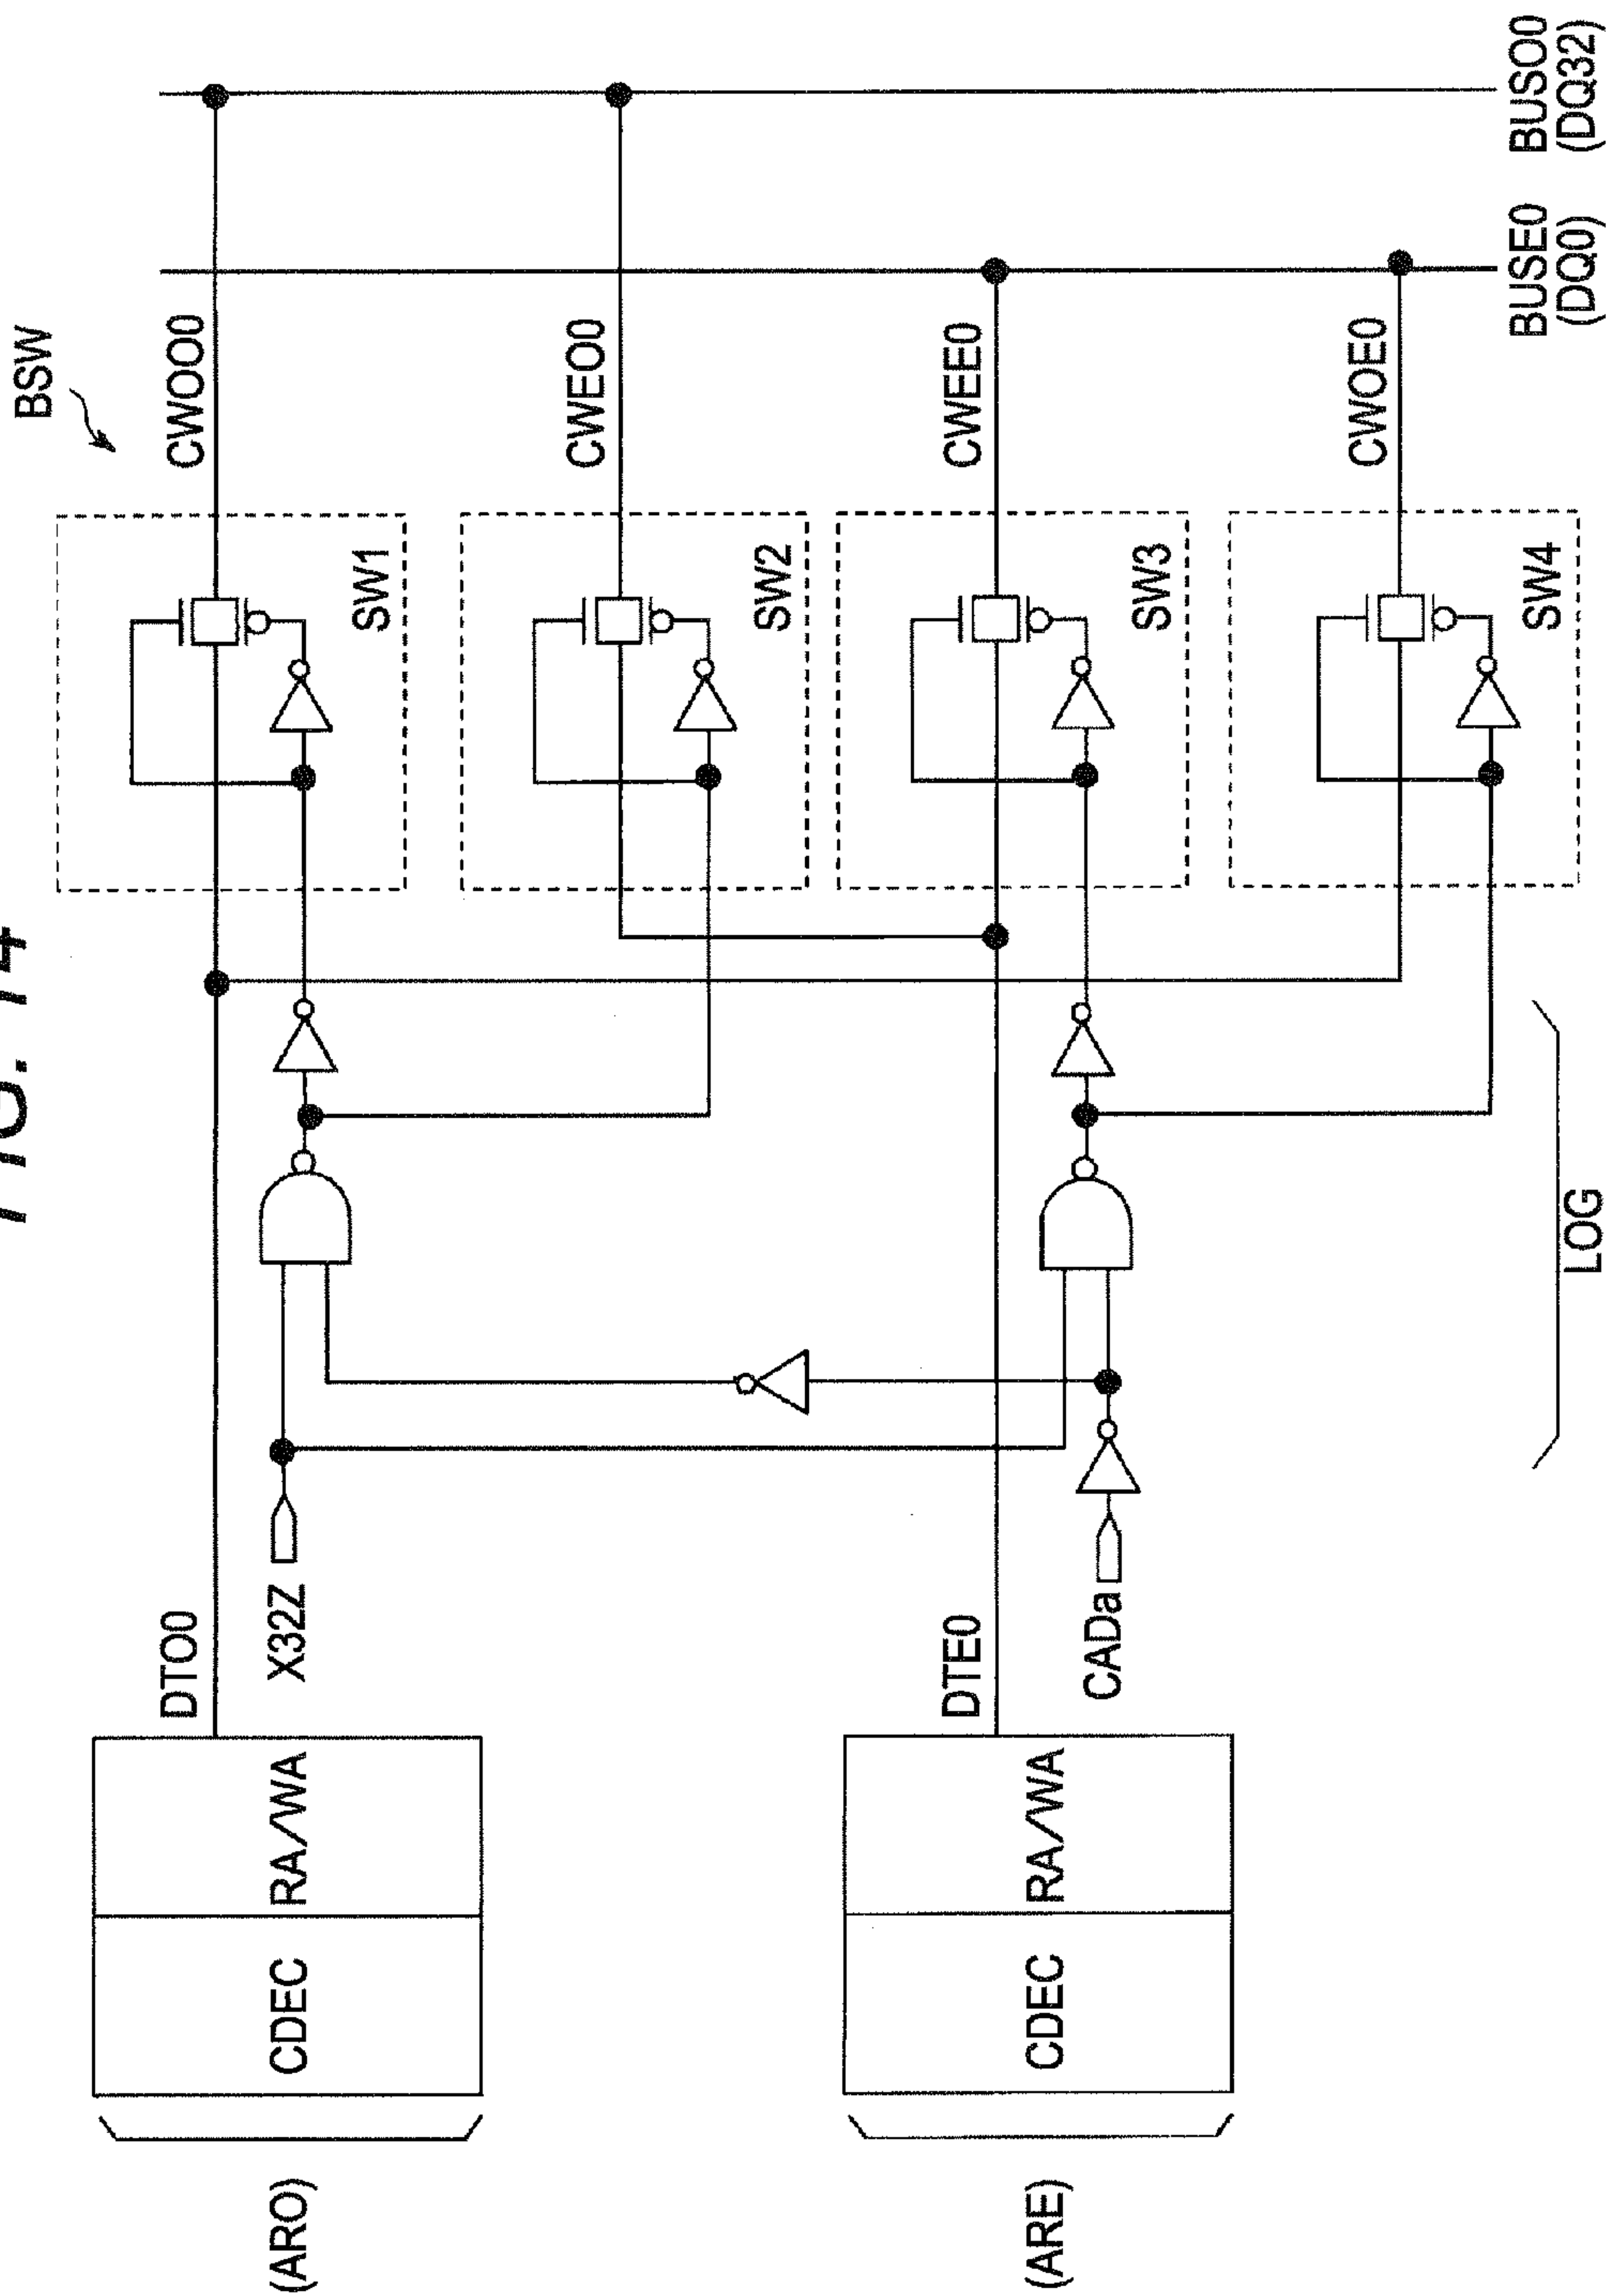 FIG. 14
BSW
(ARO)
CDEC
RA/WA
DTO0
X32Z
CWOO0
SW1
CWEO0
SW2
(ARE)
CDEC
RA/WA
DTE0
CADa
CWEE0
SW3
CWOE0
SW4
LOG
BUSE0
(DQ0)
BUSO0
(DQ32)